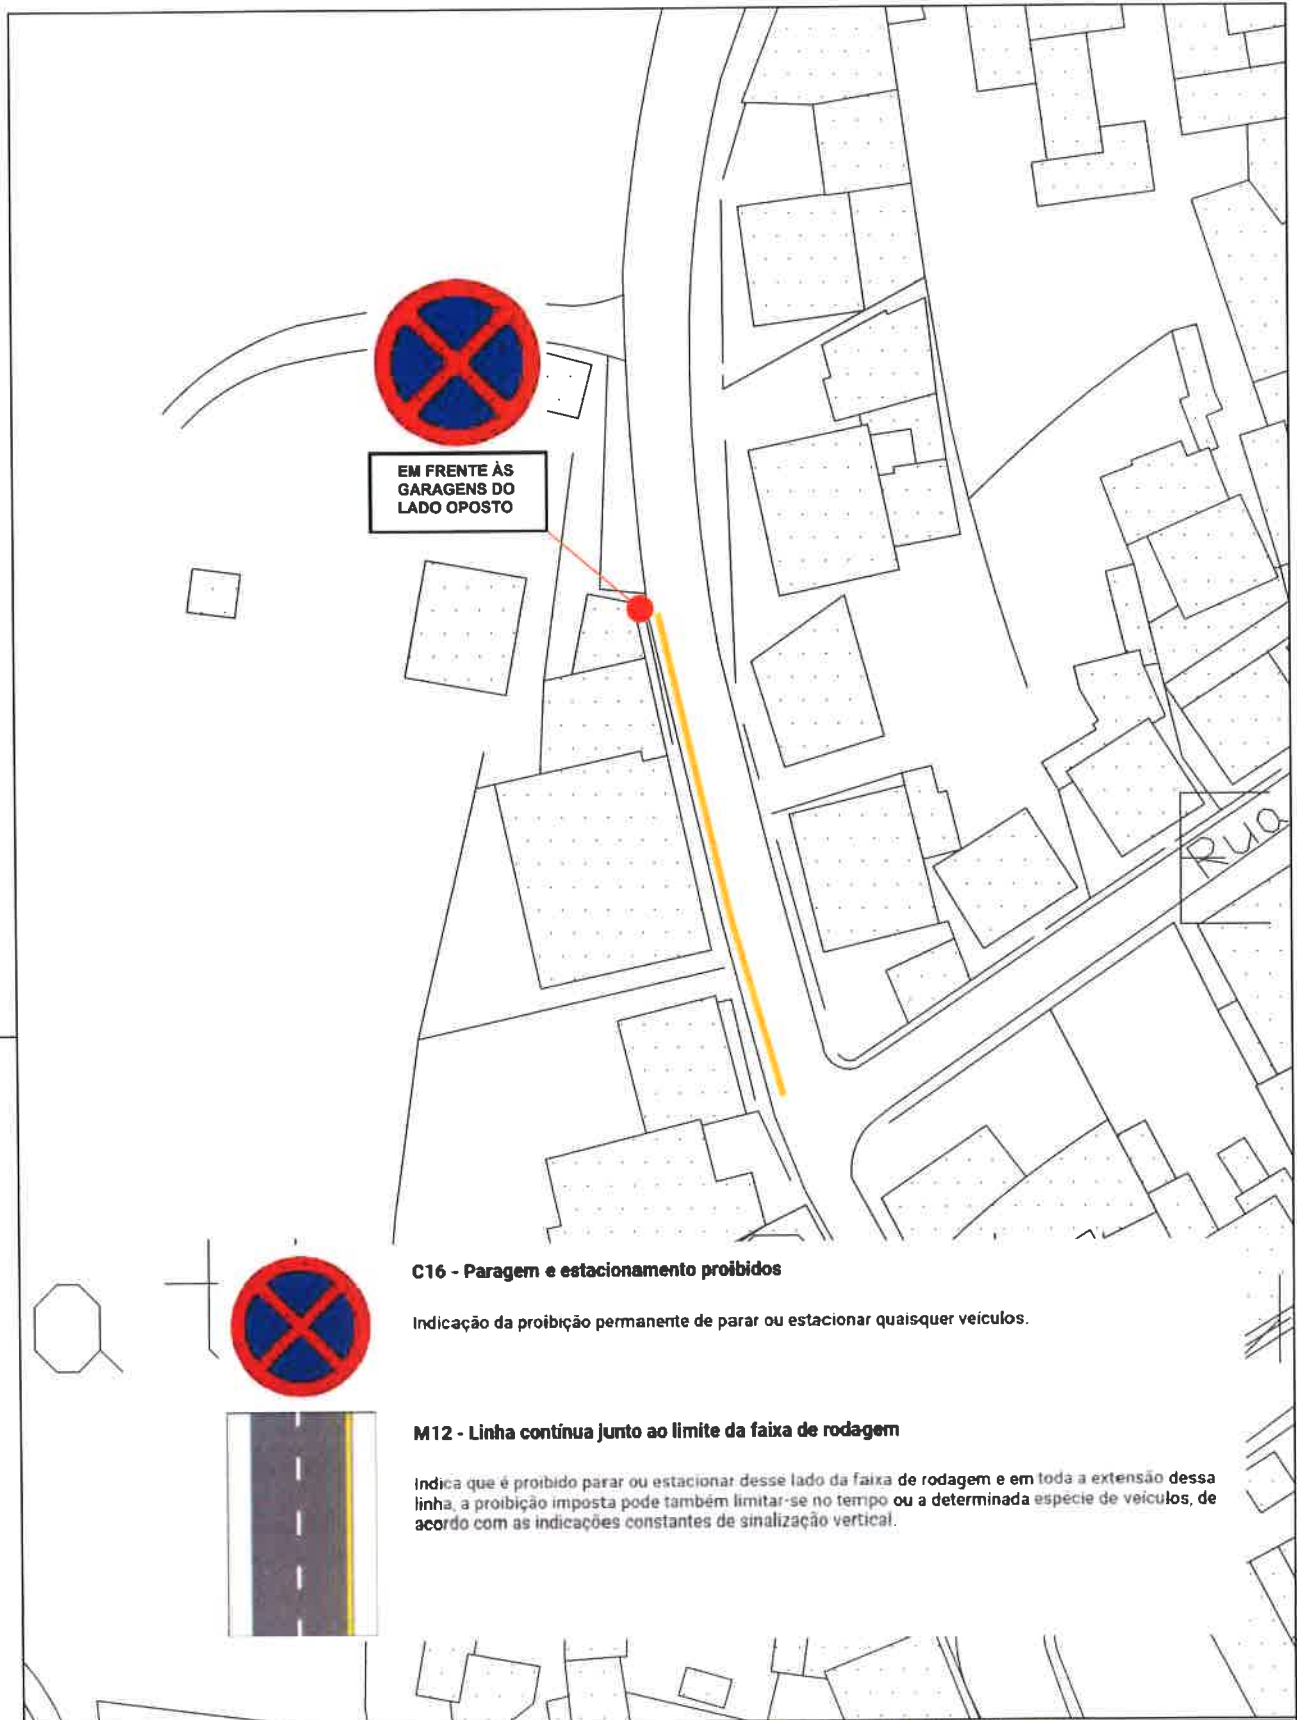 EM FRENTE ÀS
GARAGENS DO
LADO OPOSTO
Rua
C16 - Paragem e estacionamento proibidos
Indicação da proibição permanente de parar ou estacionar quaisquer veículos.
M12 - Linha contínua junto ao limite da faixa de rodagem
Indica que é proibido parar ou estacionar desse lado da faixa de rodagem e em toda a extensão dessa
linha, a proibição imposta pode também limitar-se no tempo ou a determinada espécie de veículos, de
acordo com as indicações constantes de sinalização vertical.